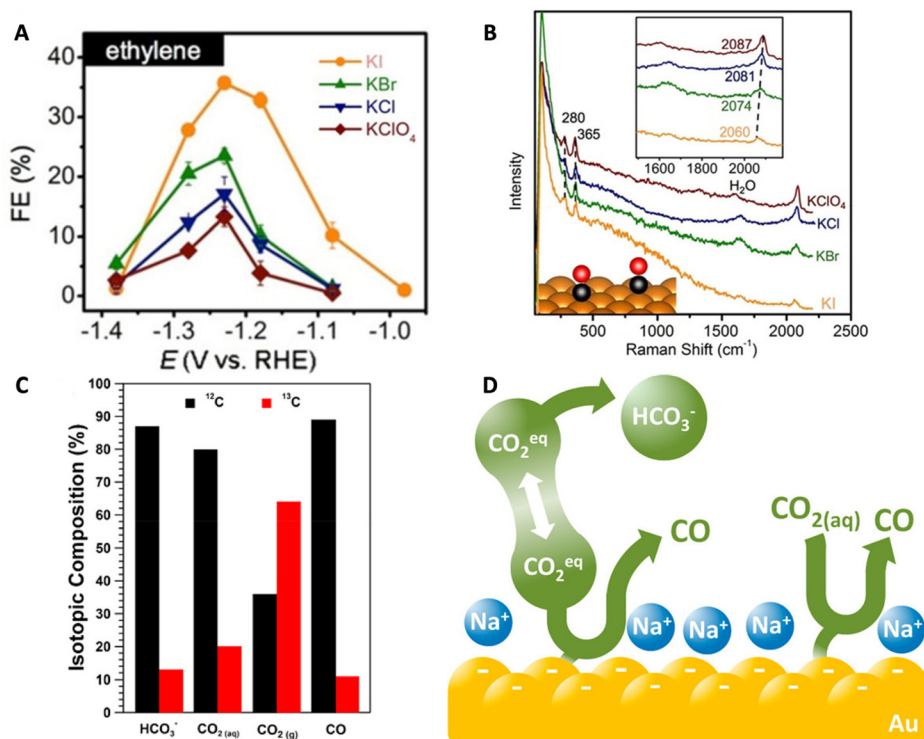 A
ethylene
KI
KBr
KCl
KClO₄
FE (%)
40
30
20
10
0
-1.4
-1.3
-1.2
-1.1
-1.0
E (V vs. RHE)
B
Intensity
280
365
2087
2081
2074
2060
1500
2000
H₂O
KClO₄
KCl
KBr
KI
500
1000
1500
2000
2500
Raman Shift (cm⁻¹)
C
Isotopic Composition (%)
¹²C
¹³C
100
90
80
70
60
50
40
30
20
10
0
HCO₃⁻
CO₂ (aq)
CO₂ (g)
CO
D
CO₂ᵉq
HCO₃⁻
CO₂ᵉq
CO
CO₂(aq)
CO
Na⁺
Na⁺
Na⁺
Na⁺
Na⁺
- - - - - - - - - -
Au